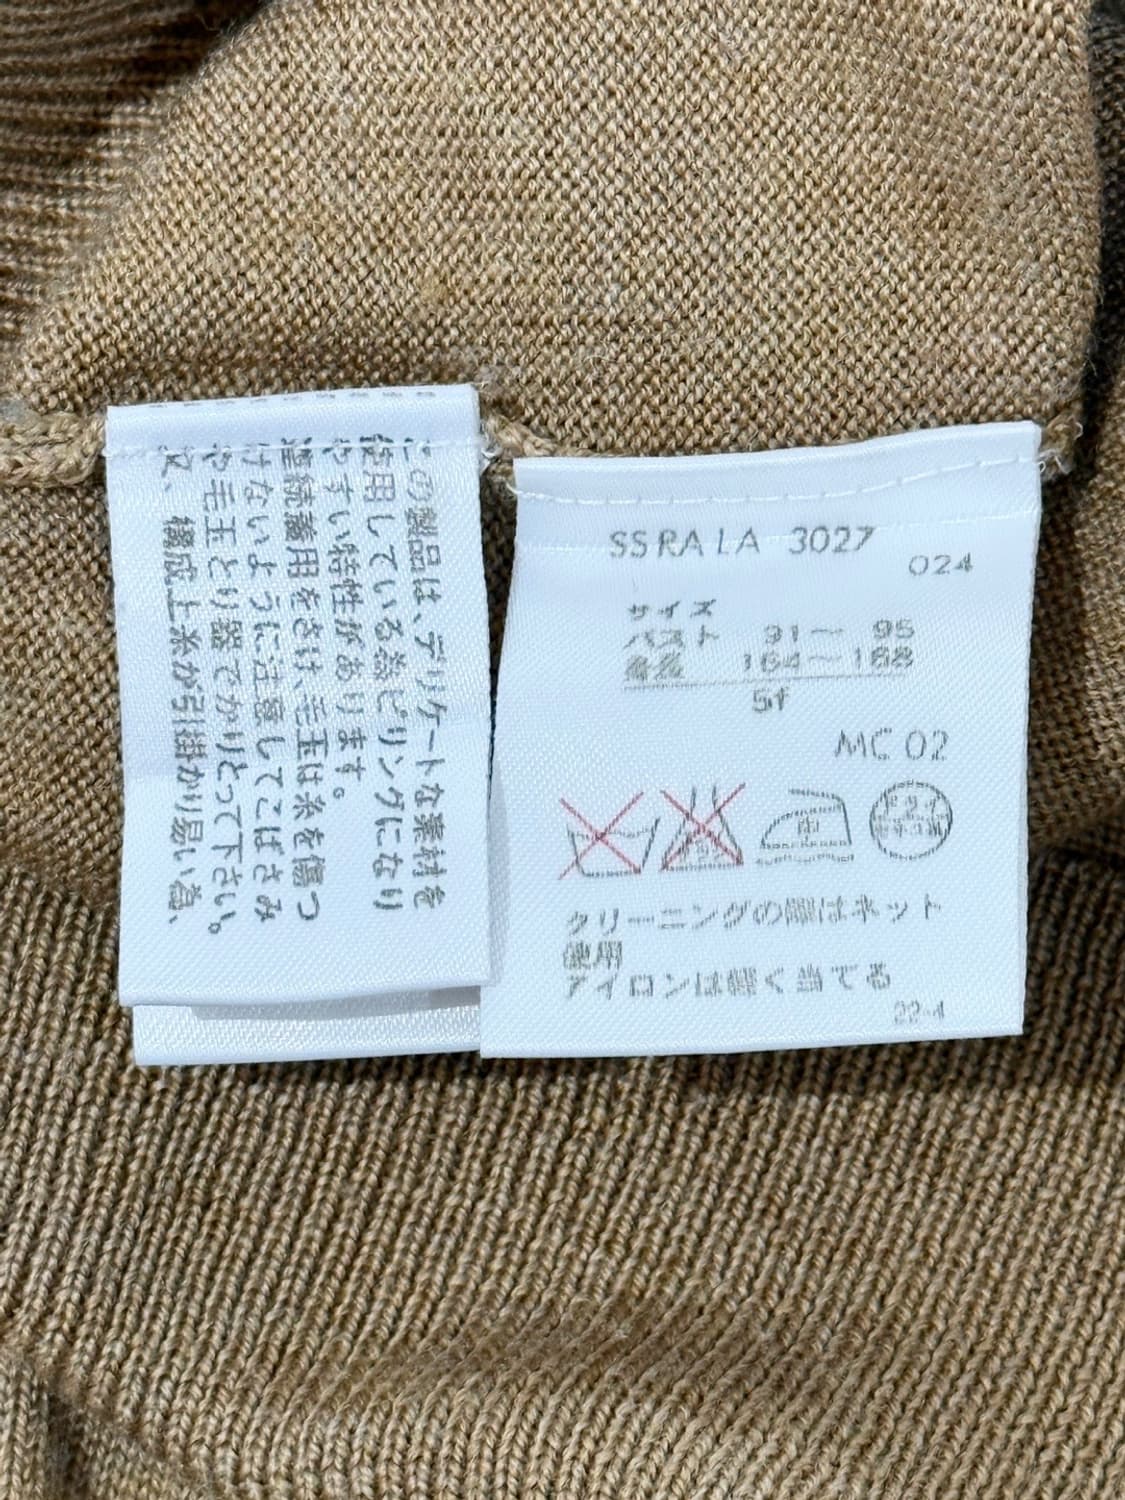 この製品は、デリケートな素材を
使用している為ピリングになり
やすい特性があります。
連続着用をさけ、毛玉は糸を傷つ
けないように注意してこばさみ
や毛玉とり器でかりとって下さい。
又、構成上糸が引掛かり易い為、
SSRALA 3027
024
サイズ
バスト 91〜 95
身長 164〜168
5f
MC 02
中
クリーニングの際はネット
使用
アイロンは軽く当てる
22-4